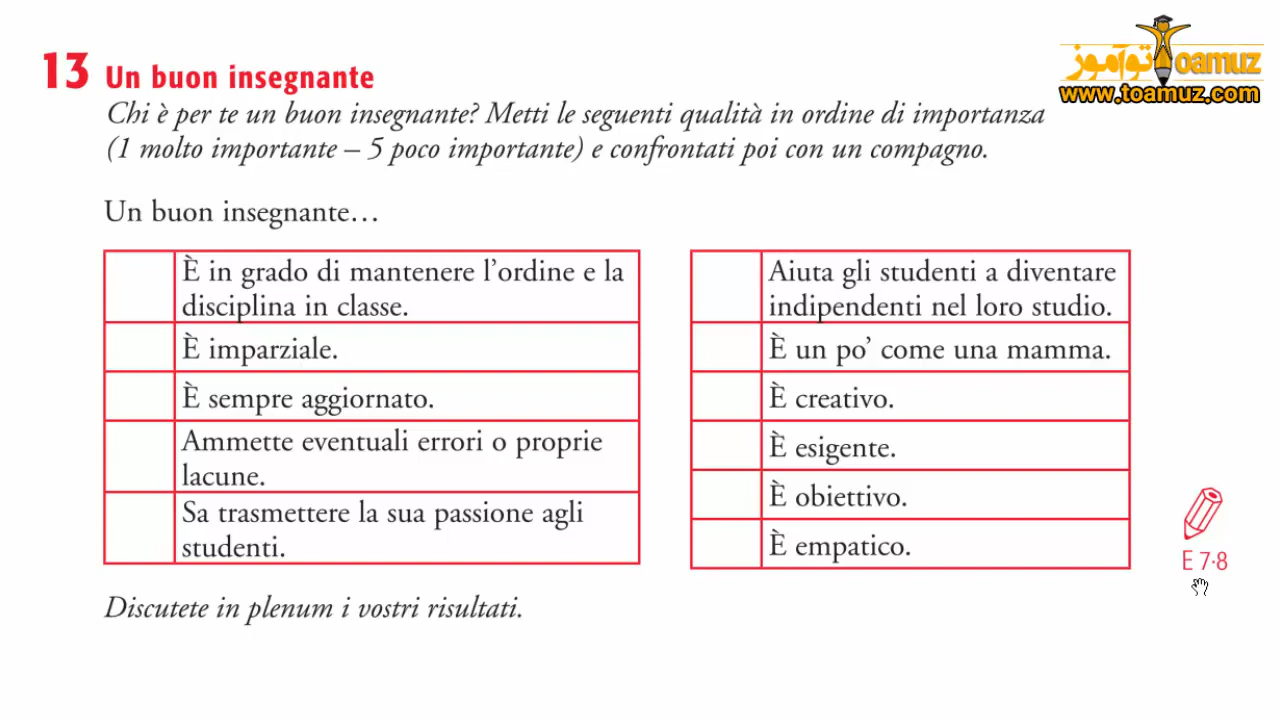 توآموز
Toamuz
www.toamuz.com
13 Un buon insegnante
Chi è per te un buon insegnante? Metti le seguenti qualità in ordine di importanza
(1 molto importante – 5 poco importante) e confrontati poi con un compagno.
Un buon insegnante…
È in grado di mantenere l’ordine e la
disciplina in classe.
È imparziale.
È sempre aggiornato.
Ammette eventuali errori o proprie
lacune.
Sa trasmettere la sua passione agli
studenti.
Aiuta gli studenti a diventare
indipendenti nel loro studio.
È un po’ come una mamma.
È creativo.
È esigente.
È obiettivo.
È empatico.
E 7·8
Discutete in plenum i vostri risultati.